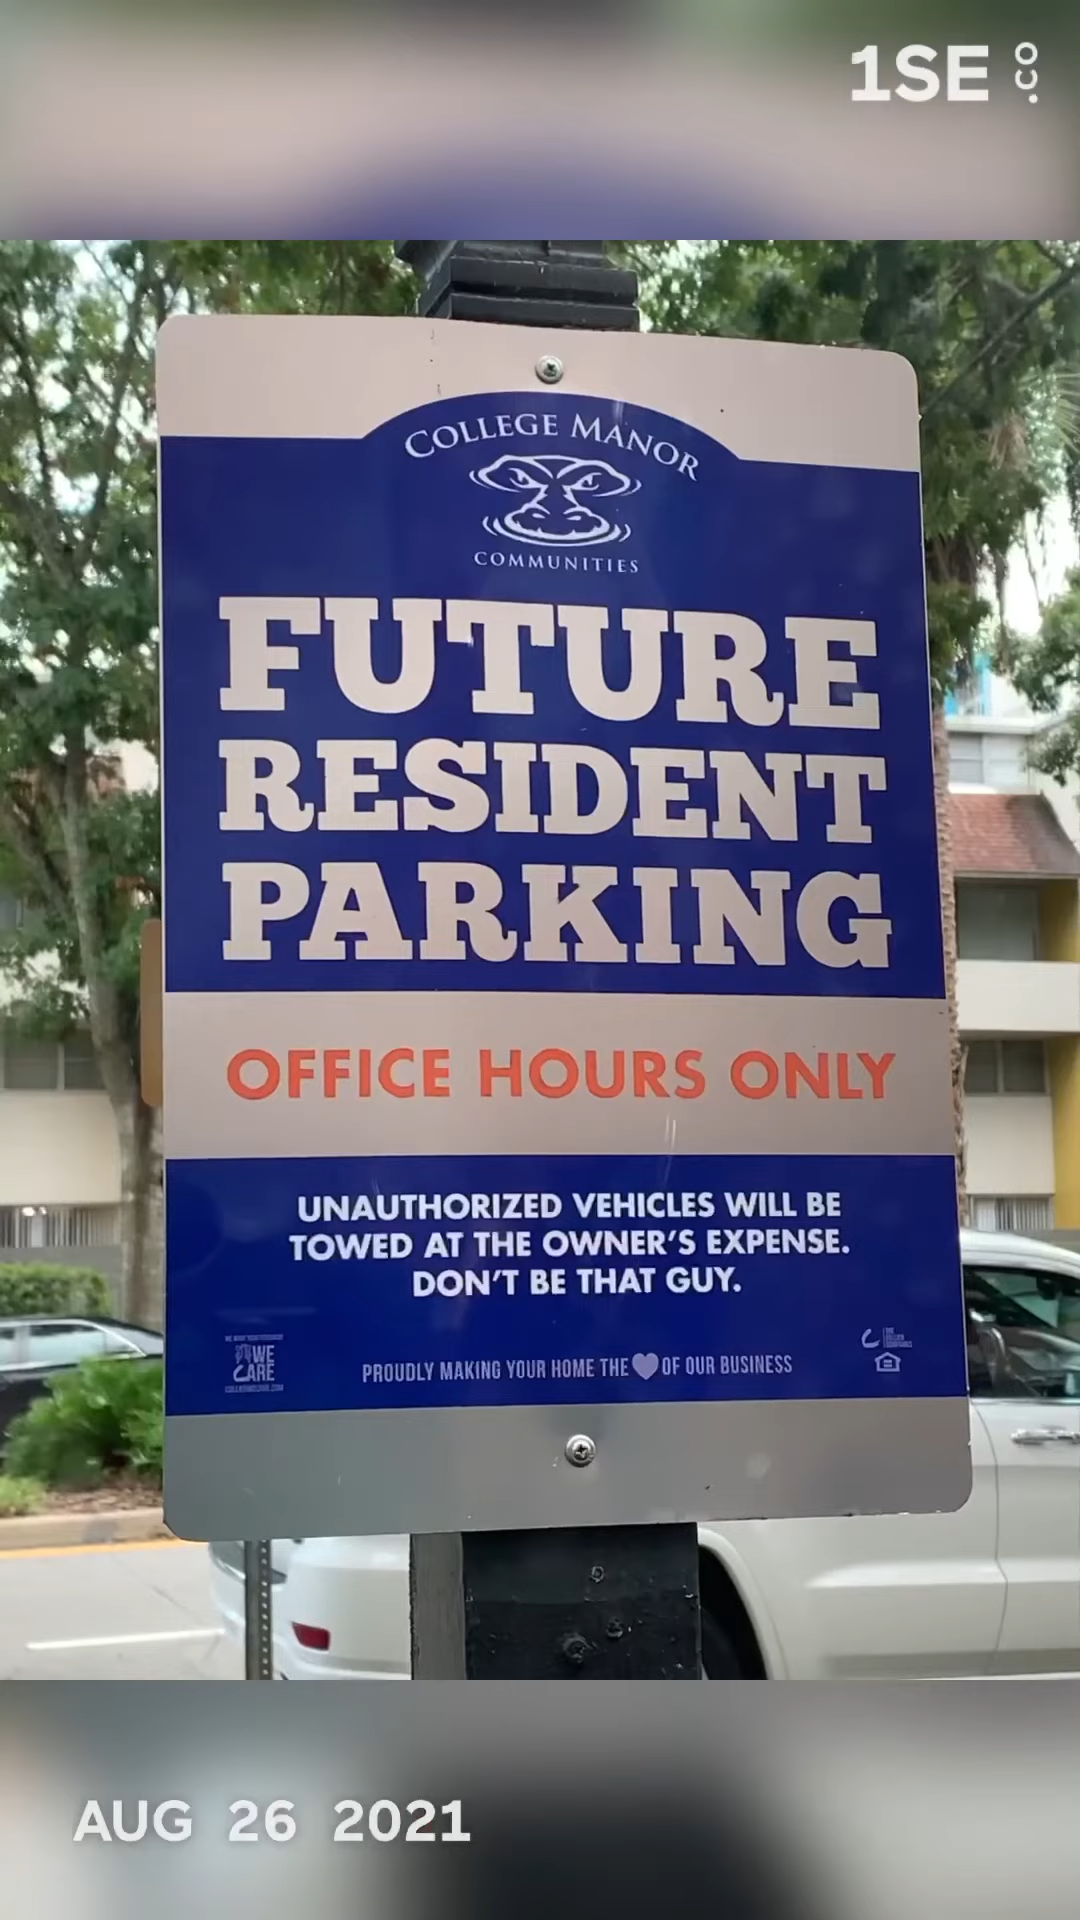 1SE .CO
COLLEGE MANOR
COMMUNITIES
FUTURE
RESIDENT
PARKING
OFFICE HOURS ONLY
UNAUTHORIZED VEHICLES WILL BE
TOWED AT THE OWNER'S EXPENSE.
DON'T BE THAT GUY.
WE
CARE
PROUDLY MAKING YOUR HOME THE ♥ OF OUR BUSINESS
AUG 26 2021